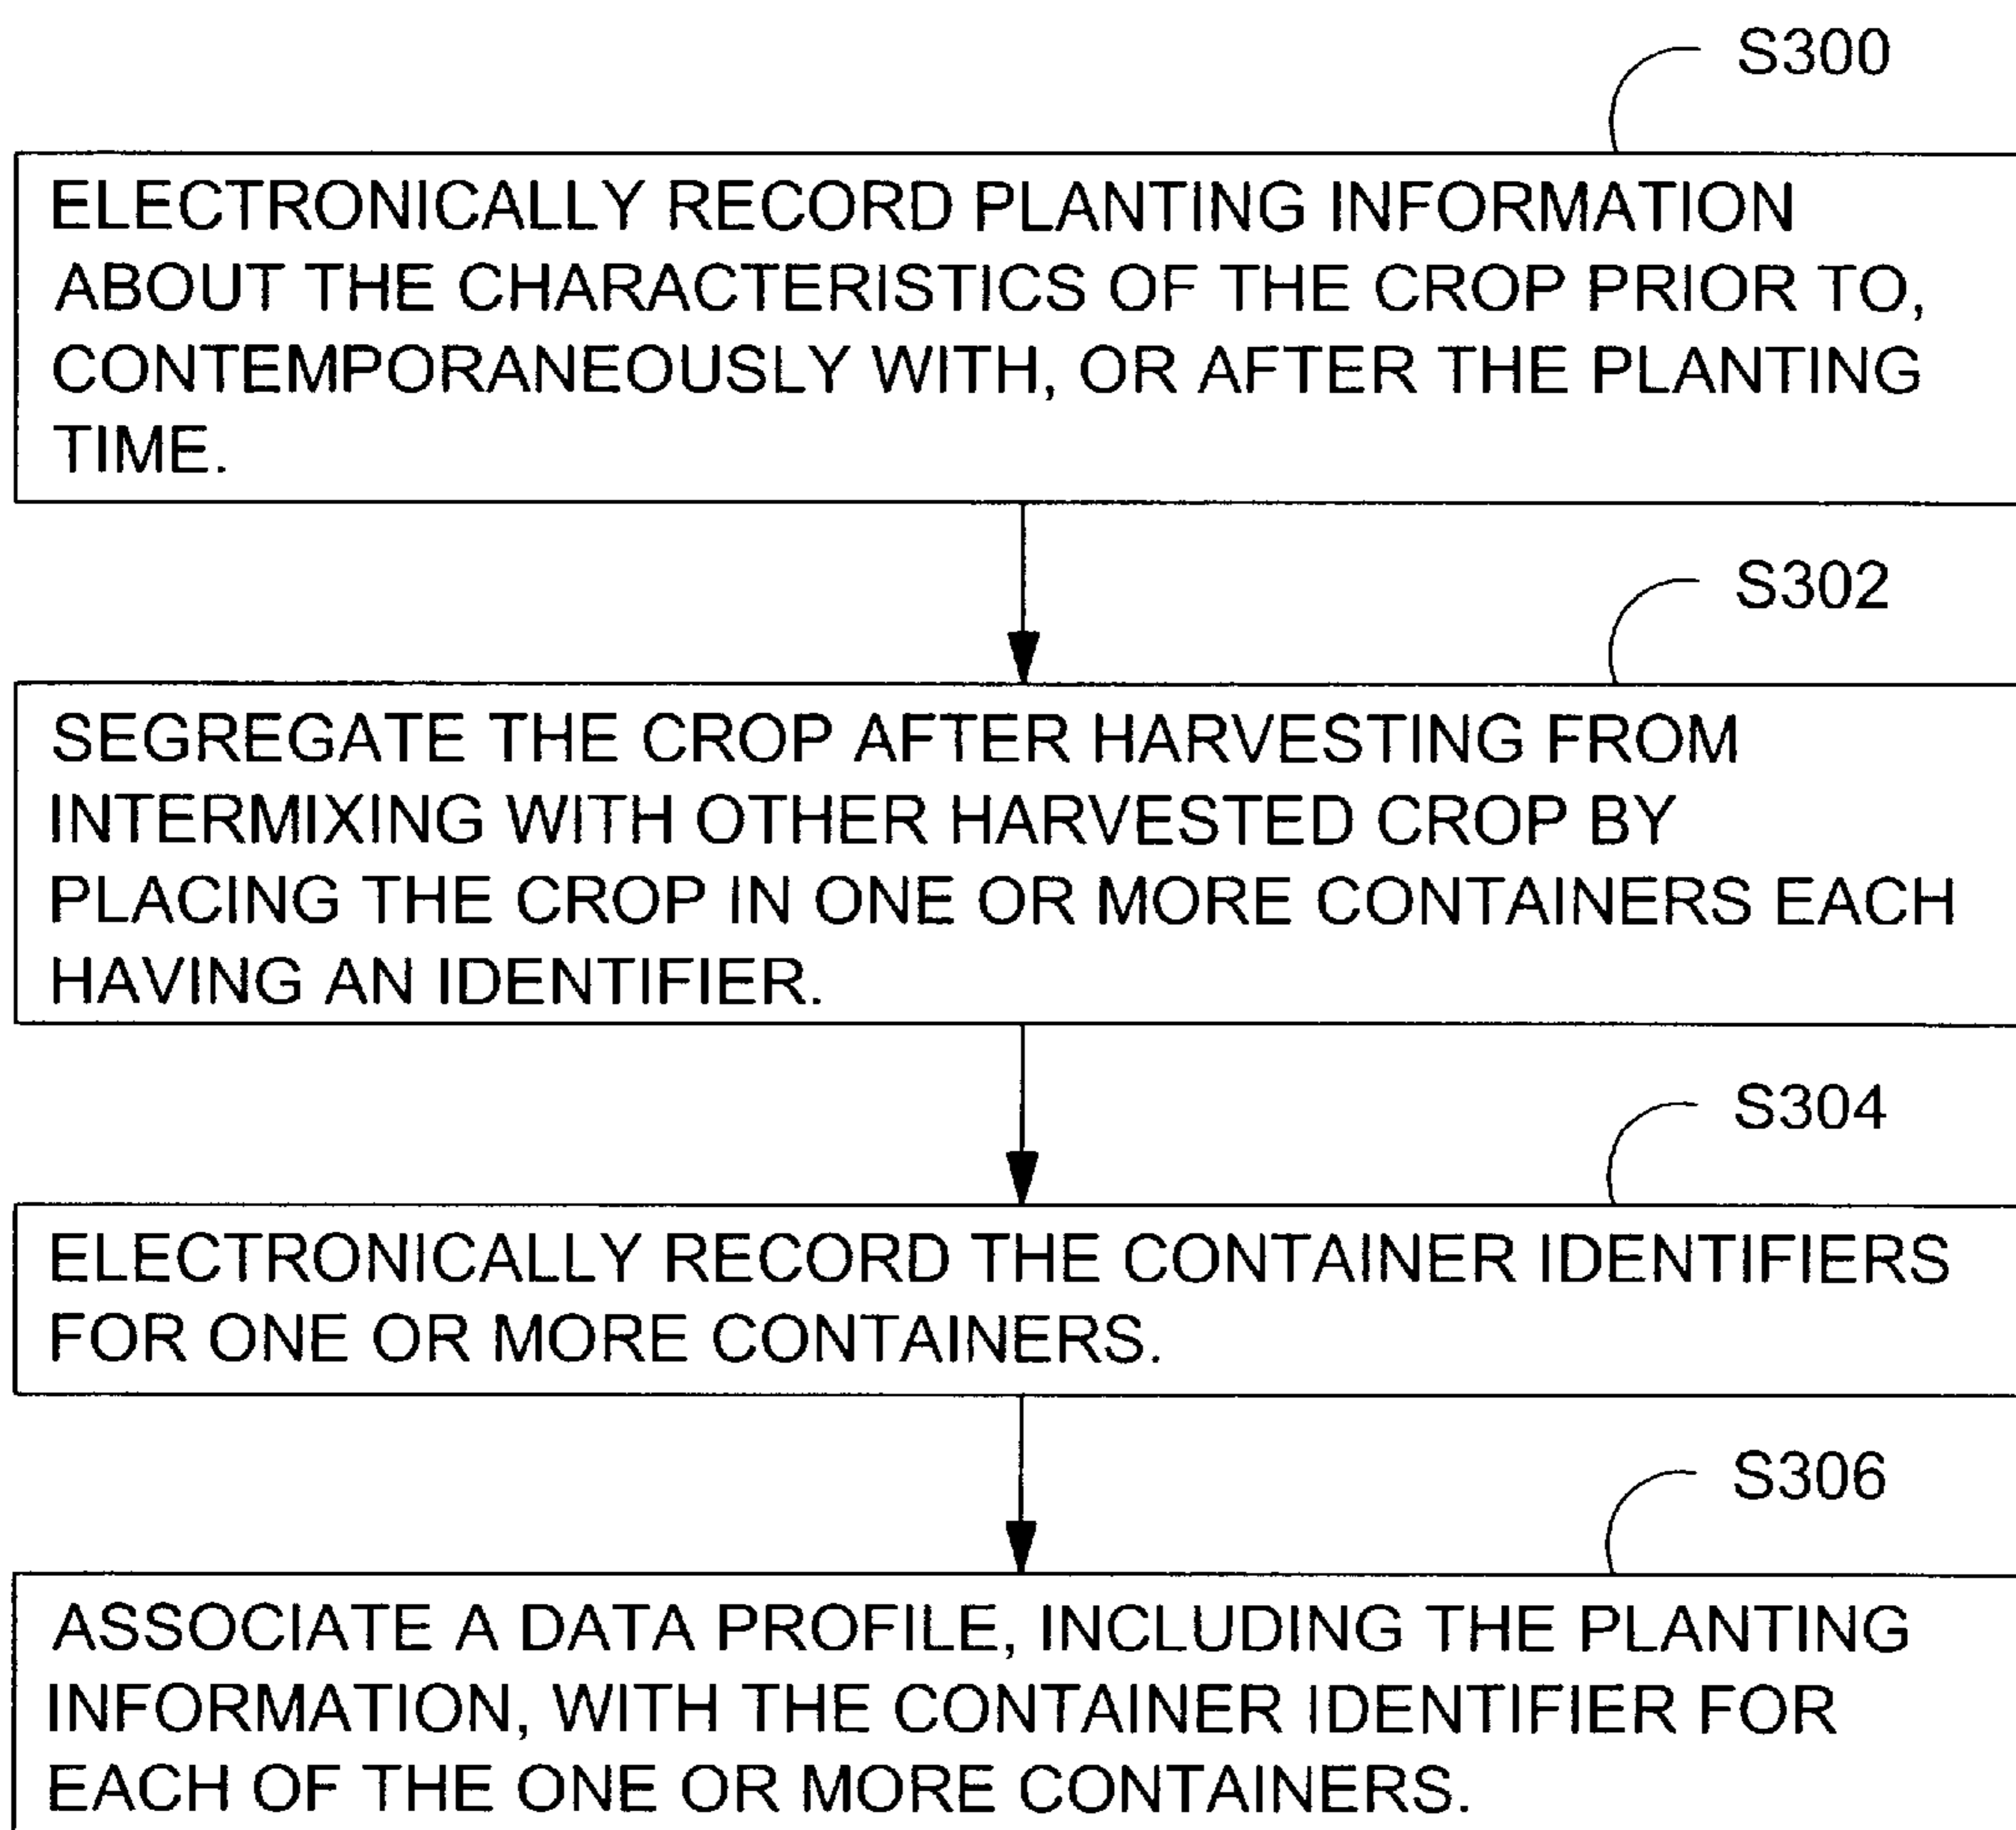 S300
ELECTRONICALLY RECORD PLANTING INFORMATION
ABOUT THE CHARACTERISTICS OF THE CROP PRIOR TO,
CONTEMPORANEOUSLY WITH, OR AFTER THE PLANTING
TIME.
S302
SEGREGATE THE CROP AFTER HARVESTING FROM
INTERMIXING WITH OTHER HARVESTED CROP BY
PLACING THE CROP IN ONE OR MORE CONTAINERS EACH
HAVING AN IDENTIFIER.
S304
ELECTRONICALLY RECORD THE CONTAINER IDENTIFIERS
FOR ONE OR MORE CONTAINERS.
S306
ASSOCIATE A DATA PROFILE, INCLUDING THE PLANTING
INFORMATION, WITH THE CONTAINER IDENTIFIER FOR
EACH OF THE ONE OR MORE CONTAINERS.